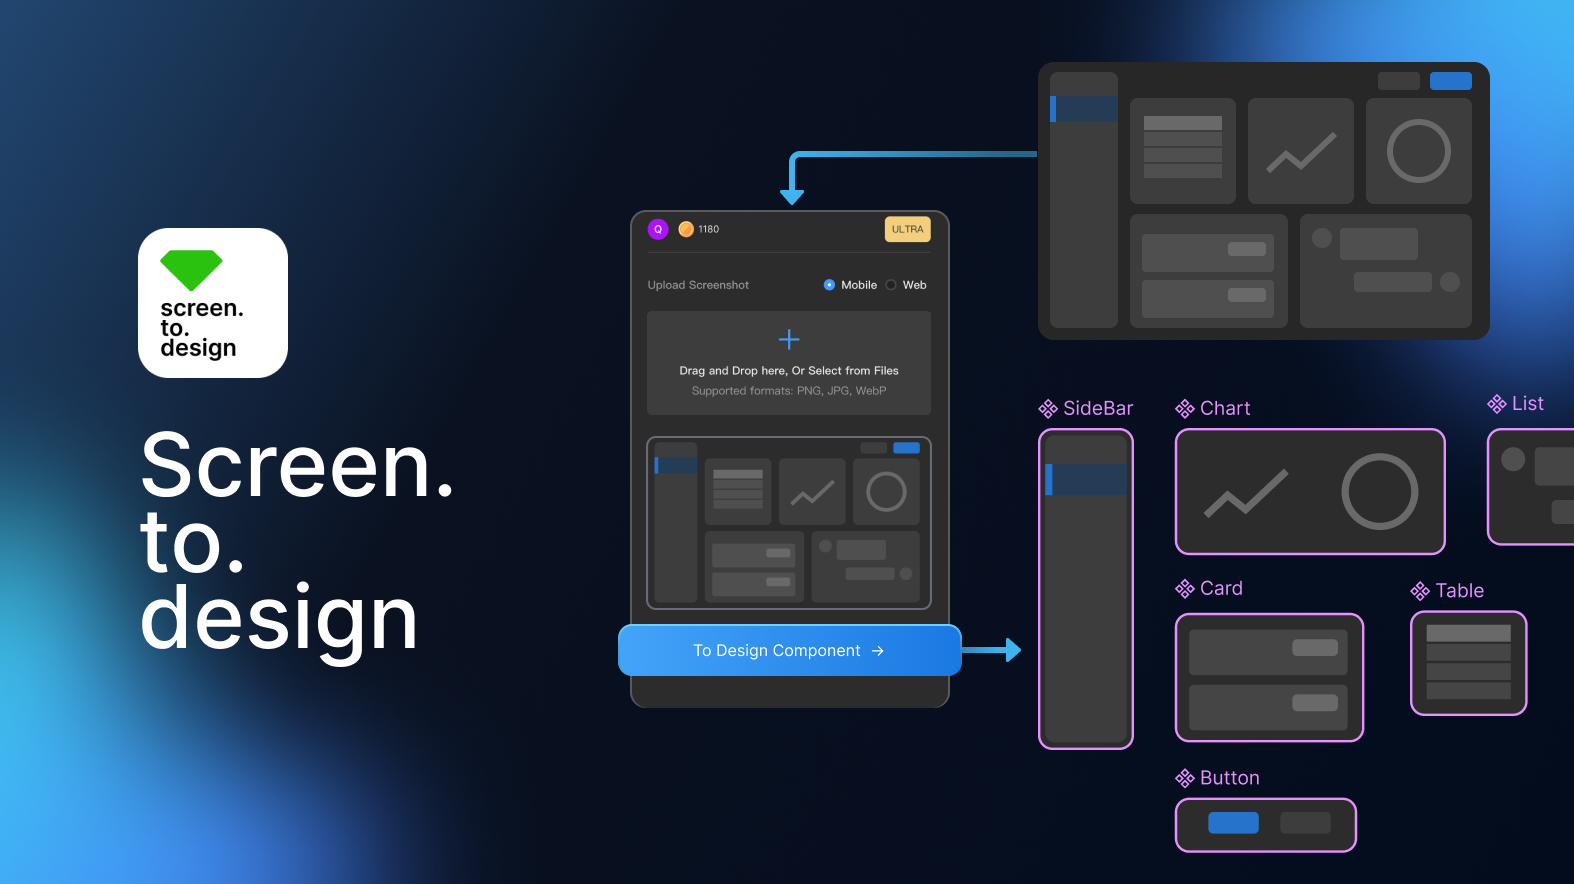 screen.
to.
design
Screen.
to.
design
Q 1180 ULTRA
Upload Screenshot Mobile Web
Drag and Drop here, Or Select from Files
Supported formats: PNG, JPG, WebP
To Design Component →
SideBar
Chart
List
Card
Table
Button